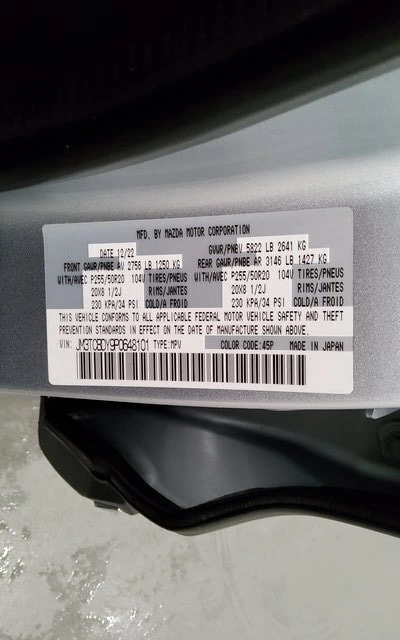 MFD. BY MAZDA MOTOR CORPORATION
DATE 12/22 GVWR/PNBV 5822 LB 2641 KG
FRONT GAWR/PNBE AV 2756 LB 1250 KG REAR GAWR/PNBE AR 3146 LB 1427 KG
WITH/AVEC P255/50R20 104V TIRES/PNEUS WITH/AVEC P255/50R20 104V TIRES/PNEUS
20X8 1/2J RIMS/JANTES 20X8 1/2J RIMS/JANTES
230 KPA/34 PSI COLD/A FROID 230 KPA/34 PSI COLD/A FROID
THIS VEHICLE CONFORMS TO ALL APPLICABLE FEDERAL MOTOR VEHICLE SAFETY AND THEFT
PREVENTION STANDARDS IN EFFECT ON THE DATE OF MANUFACTURE SHOWN ABOVE.
VIN: JM3TCBDY9P0648101 TYPE:MPV COLOR CODE:45P MADE IN JAPAN